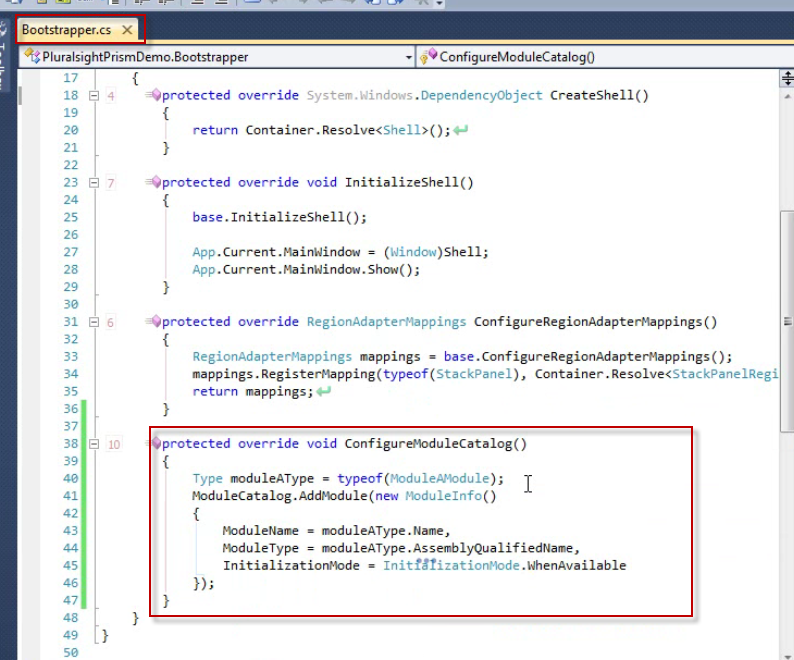 Bootstrapper.cs ×
PluralsightPrismDemo.Bootstrapper ConfigureModuleCatalog()
17 {
18 4 protected override System.Windows.DependencyObject CreateShell()
19 {
20 return Container.Resolve<Shell>();
21 }
22
23 7 protected override void InitializeShell()
24 {
25 base.InitializeShell();
26
27 App.Current.MainWindow = (Window)Shell;
28 App.Current.MainWindow.Show();
29 }
30
31 6 protected override RegionAdapterMappings ConfigureRegionAdapterMappings()
32 {
33 RegionAdapterMappings mappings = base.ConfigureRegionAdapterMappings();
34 mappings.RegisterMapping(typeof(StackPanel), Container.Resolve<StackPanelRegi
35 return mappings;
36 }
37
38 10 protected override void ConfigureModuleCatalog()
39 {
40 Type moduleAType = typeof(ModuleAModule);
41 ModuleCatalog.AddModule(new ModuleInfo()
42 {
43 ModuleName = moduleAType.Name,
44 ModuleType = moduleAType.AssemblyQualifiedName,
45 InitializationMode = InitializationMode.WhenAvailable
46 });
47 }
48 }
49 }
50